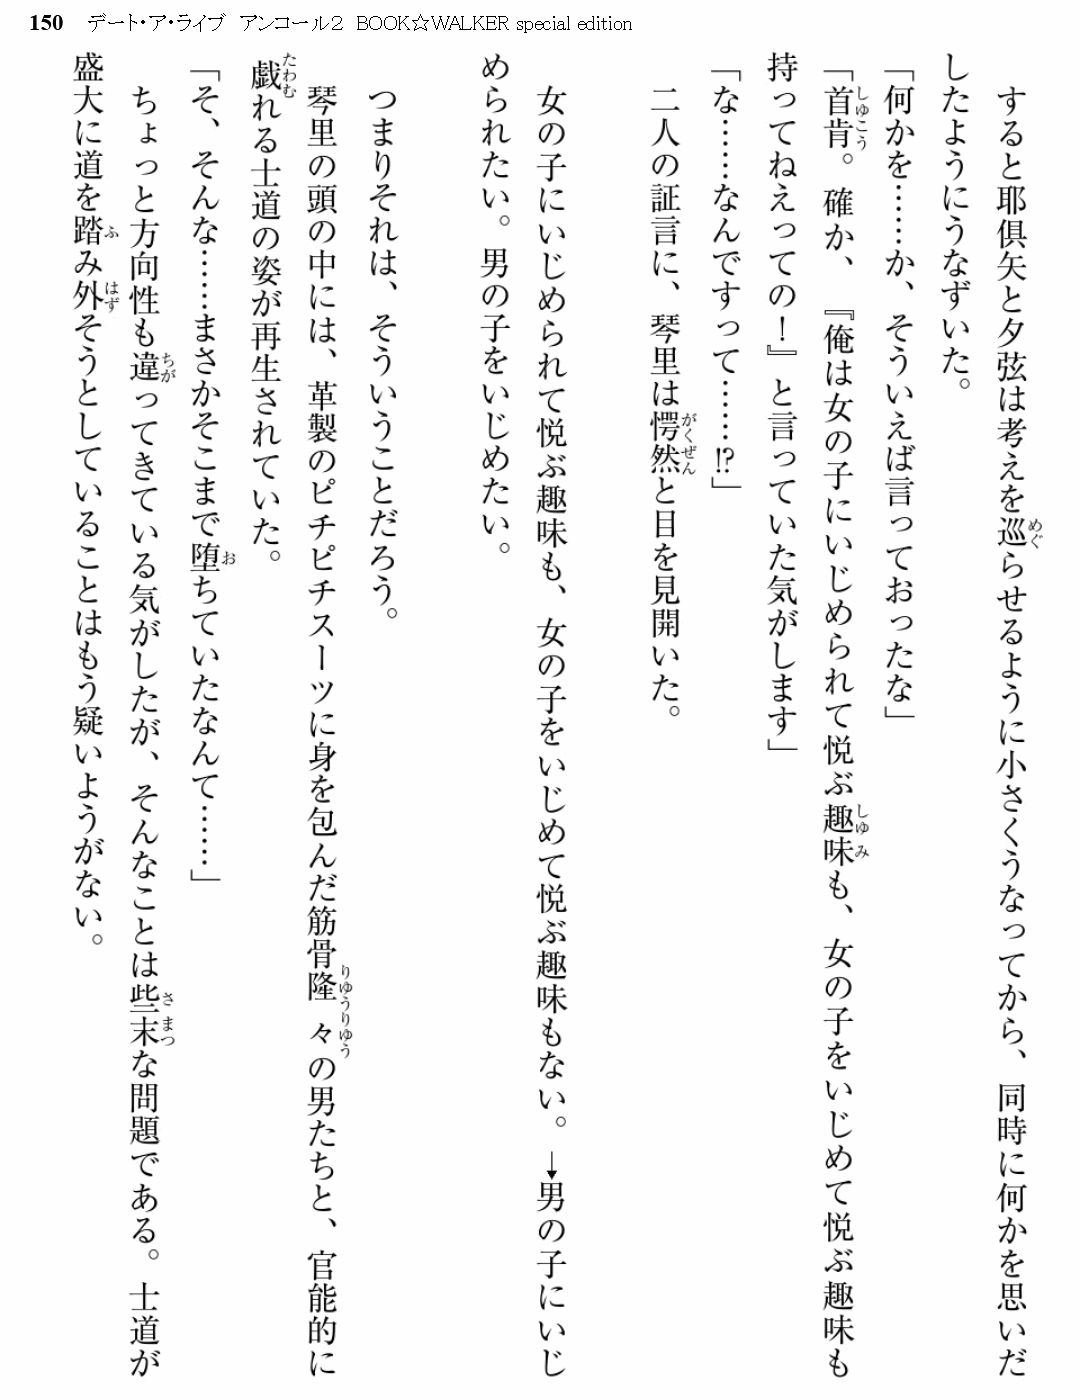 150 デート・ア・ライブ アンコール２ BOOK☆WALKER special edition
すると耶倶矢と夕弦は考えを巡らせるように小さくうなってから、同時に何かを思いだ
したようにうなずいた。
「何かを……か、そういえば言っておったな」
「首肯。確か、『俺は女の子にいじめられて悦ぶ趣味も、女の子をいじめて悦ぶ趣味も
持ってねえっての！』と言っていた気がします」
「な……なんですって……⁉」
二人の証言に、琴里は愕然と目を見開いた。
女の子にいじめられて悦ぶ趣味も、女の子をいじめて悦ぶ趣味もない。→男の子にいじ
められたい。男の子をいじめたい。
つまりそれは、そういうことだろう。
琴里の頭の中には、革製のピチピチスーツに身を包んだ筋骨隆々の男たちと、官能的に
戯れる士道の姿が再生されていた。
「そ、そんな……まさかそこまで堕ちていたなんて……」
ちょっと方向性も違ってきている気がしたが、そんなことは些末な問題である。士道が
盛大に道を踏み外そうとしていることはもう疑いようがない。